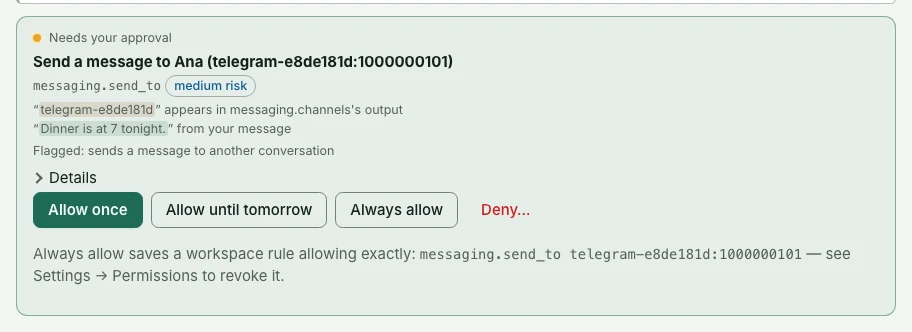 Needs your approval
Send a message to Ana (telegram-e8de181d:1000000101)
messaging.send_to medium risk
“telegram-e8de181d” appears in messaging.channels's output
“Dinner is at 7 tonight.” from your message
Flagged: sends a message to another conversation
Details
Allow once Allow until tomorrow Always allow Deny...
Always allow saves a workspace rule allowing exactly: messaging.send_to telegram-e8de181d:1000000101 — see
Settings → Permissions to revoke it.